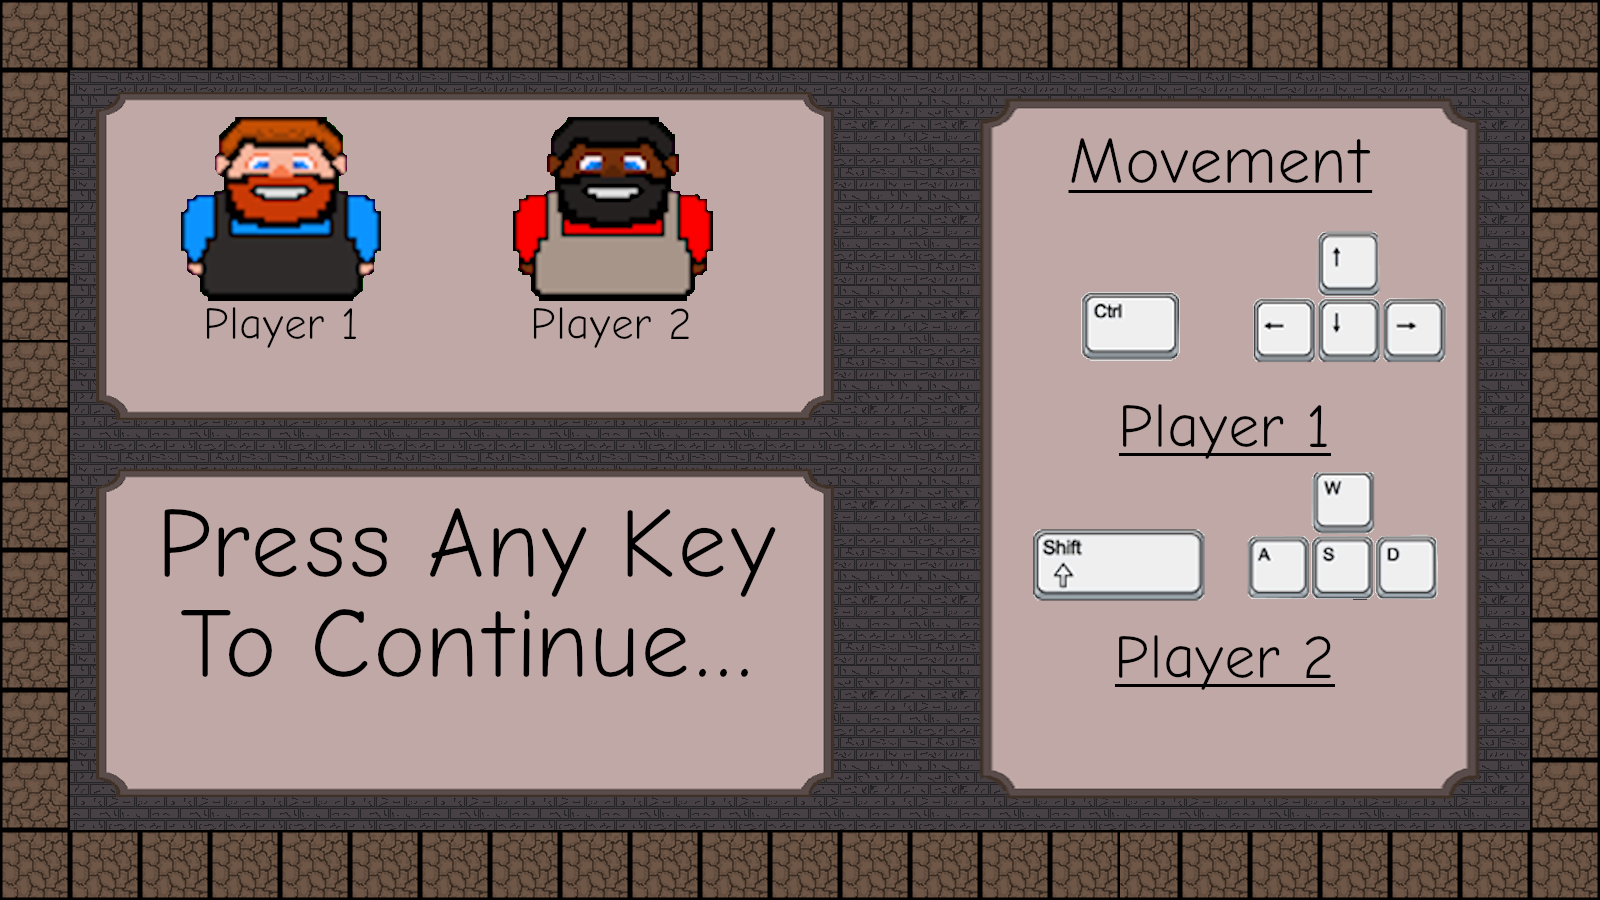 Player 1
Player 2
Press Any Key
To Continue...
Movement
↑
Ctrl
← ↓ →
Player 1
W
Shift
⇧
A S D
Player 2